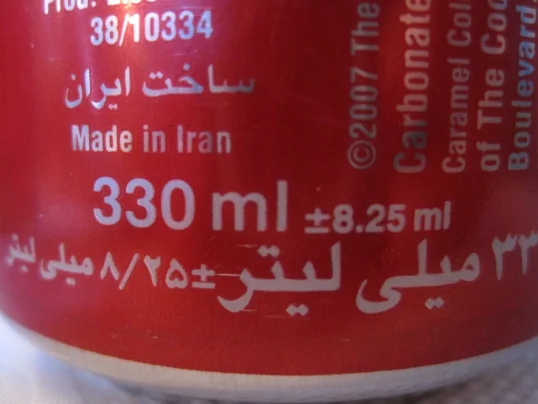 38/10334
ساخت ایران
Made in Iran
330 ml ±8.25 ml
میلی لیتر ±۸/۲۵ میلی لیتر
©2007 The
Carbonate
Caramel Col
of The Coc
Boulevard